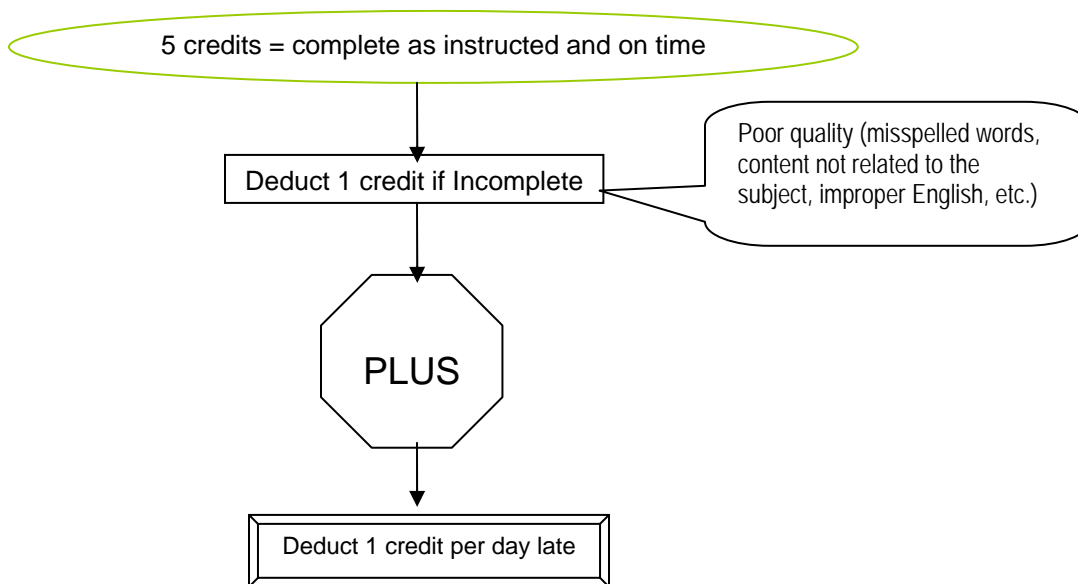 5 credits = complete as instructed and on time
Poor quality (misspelled words,
content not related to the
subject, improper English, etc.)
Deduct 1 credit if Incomplete
PLUS
Deduct 1 credit per day late